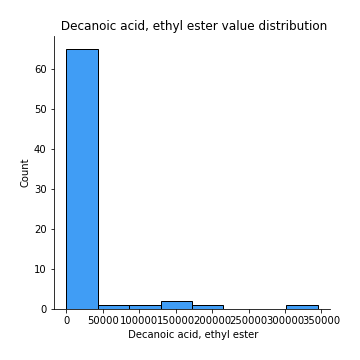 Decanoic acid, ethyl ester value distribution
Count
60
50
40
30
20
10
0
0 50000 100000 150000 200000 250000 300000 350000
Decanoic acid, ethyl ester